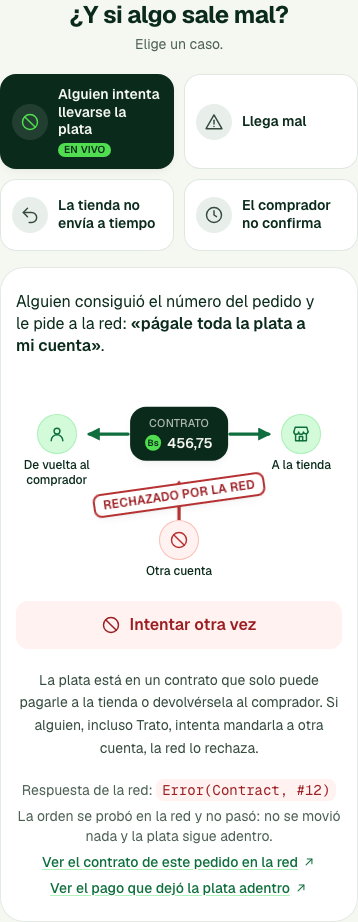 ¿Y si algo sale mal?
Elige un caso.
Alguien intenta
llevarse la
plata
EN VIVO
Llega mal
La tienda no
envía a tiempo
El comprador
no confirma
Alguien consiguió el número del pedido y
le pide a la red: «págale toda la plata a
mi cuenta».
CONTRATO
Bs 456,75
De vuelta al
comprador
A la tienda
RECHAZADO POR LA RED
Otra cuenta
Intentar otra vez
La plata está en un contrato que solo puede
pagarle a la tienda o devolvérsela al comprador. Si
alguien, incluso Trato, intenta mandarla a otra
cuenta, la red lo rechaza.
Respuesta de la red: Error(Contract, #12)
La orden se probó en la red y no pasó: no se movió
nada y la plata sigue adentro.
Ver el contrato de este pedido en la red ↗
Ver el pago que dejó la plata adentro ↗